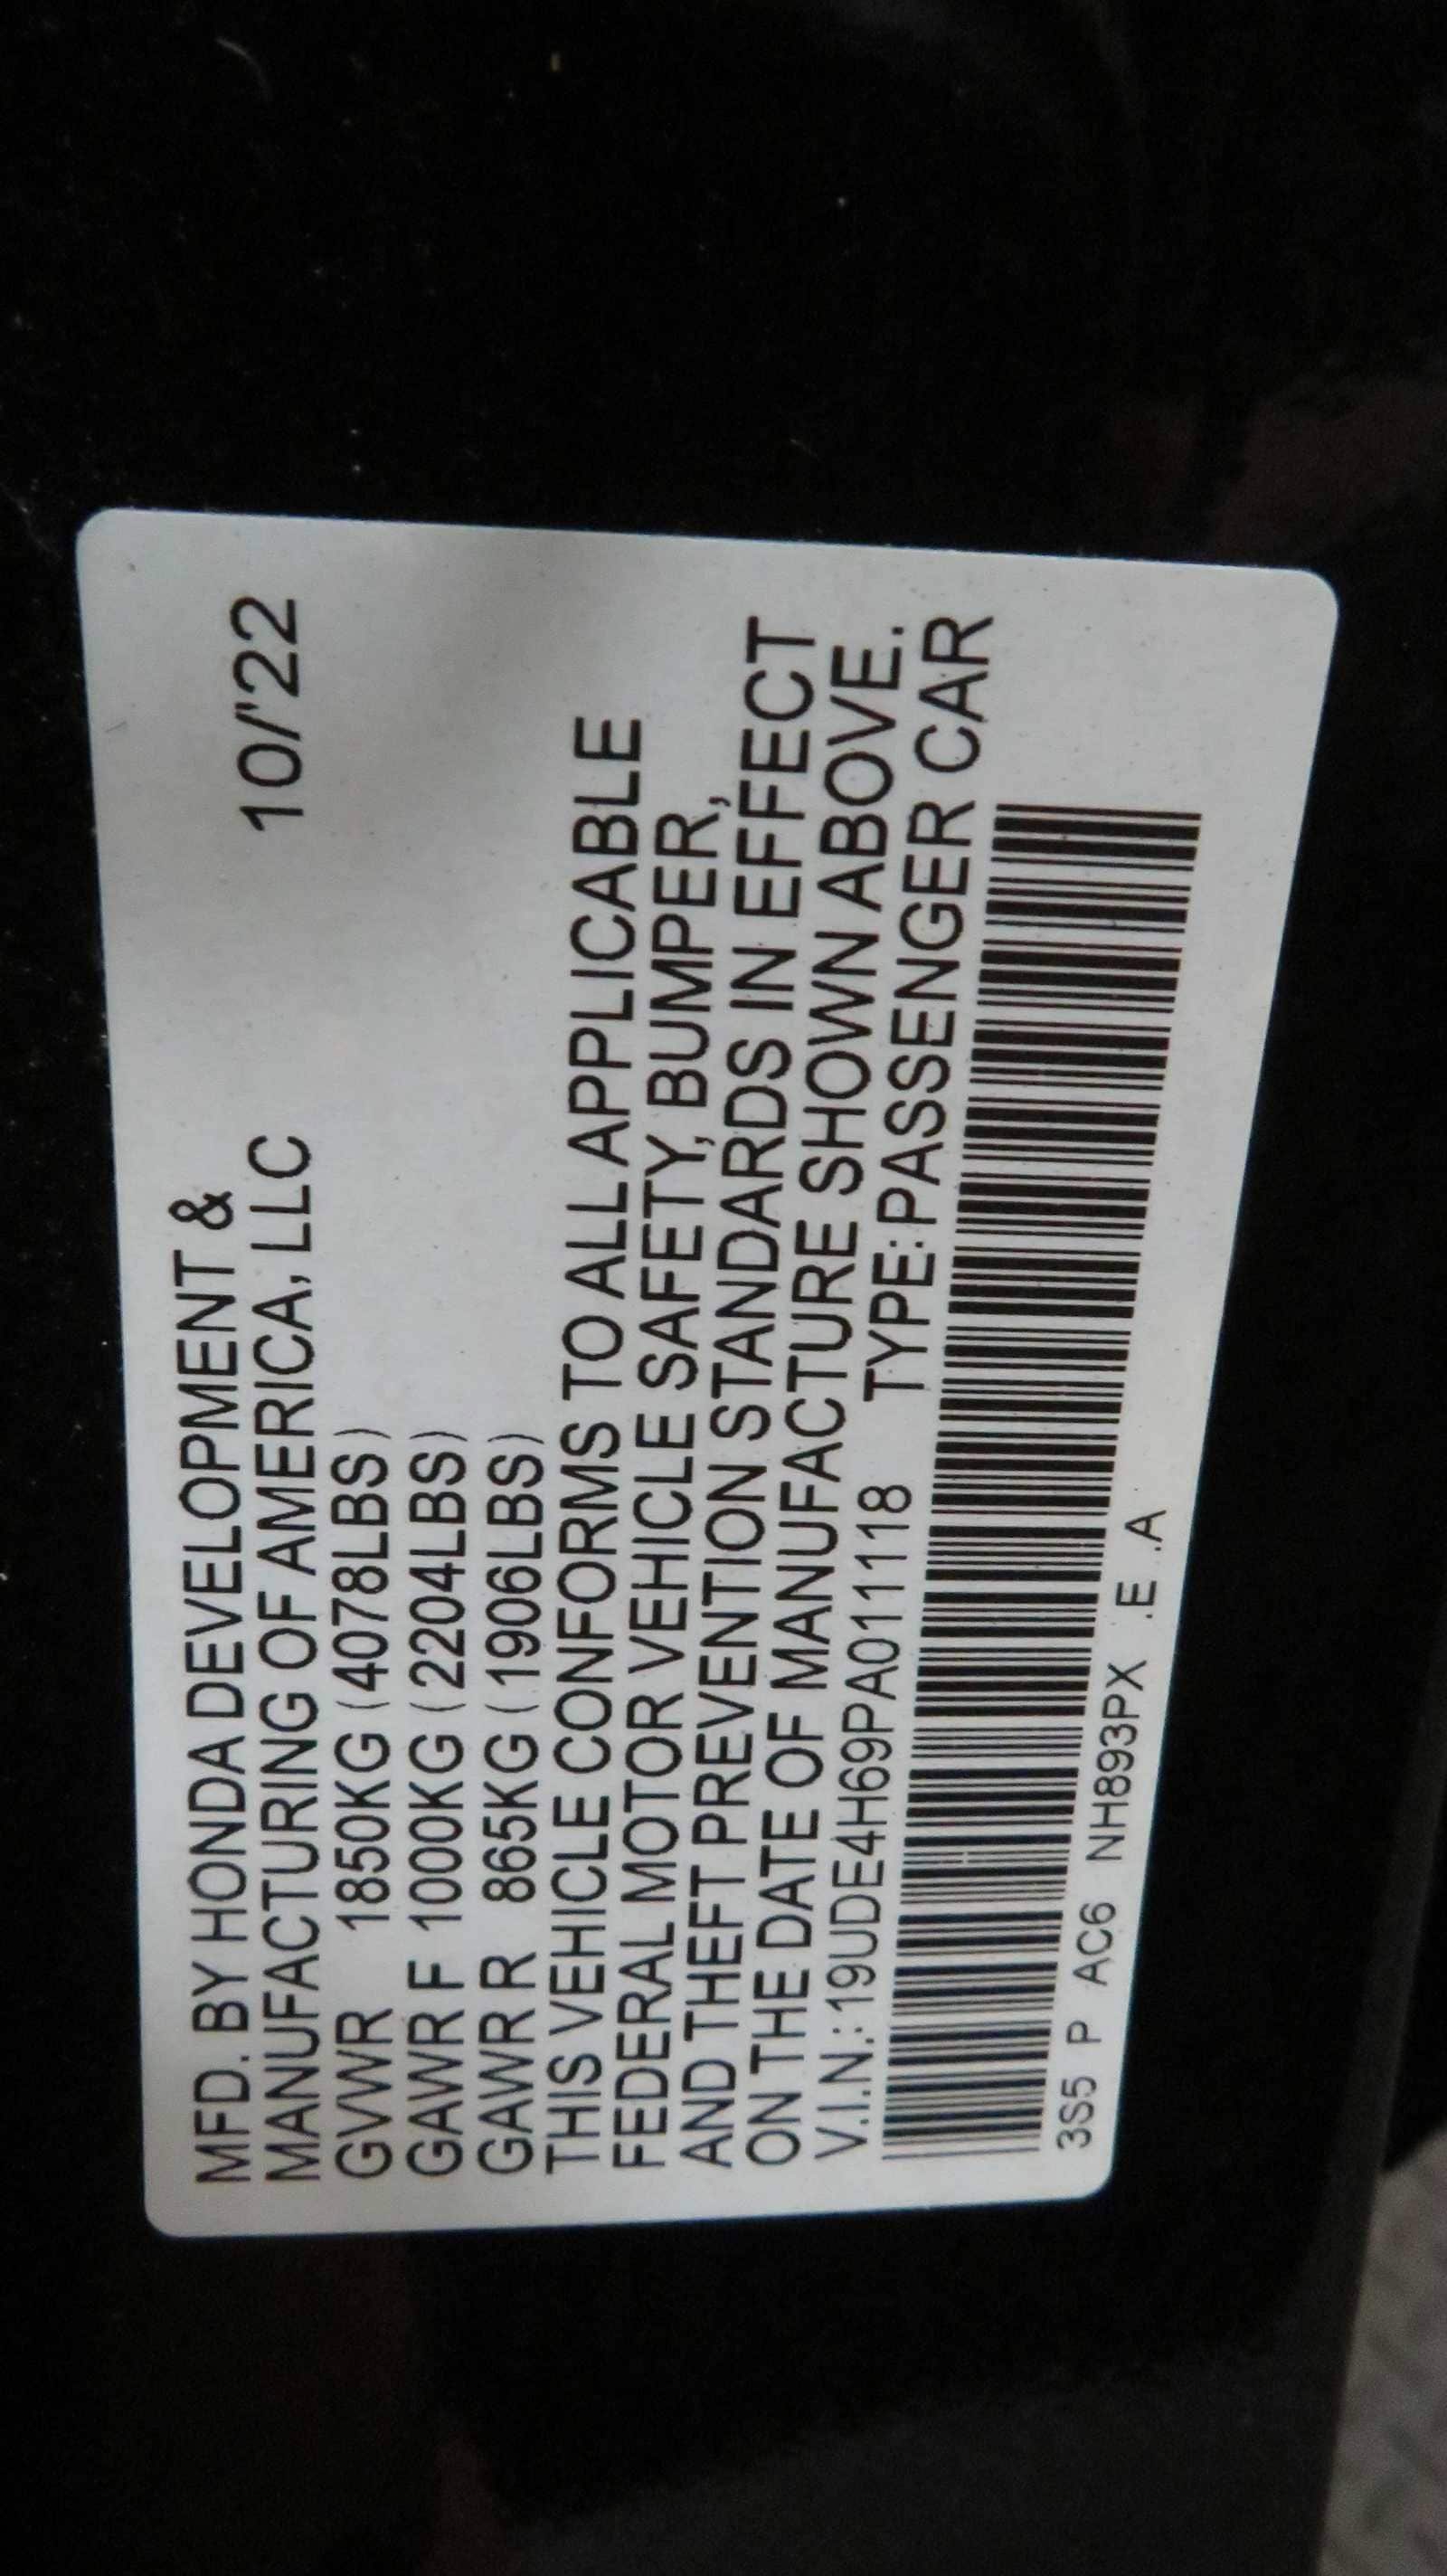 MFD. BY HONDA DEVELOPMENT &
MANUFACTURING OF AMERICA, LLC 10/'22
GVWR 1850KG (4078LBS)
GAWR F 1000KG (2204LBS)
GAWR R 865KG (1906LBS)
THIS VEHICLE CONFORMS TO ALL APPLICABLE
FEDERAL MOTOR VEHICLE SAFETY, BUMPER,
AND THEFT PREVENTION STANDARDS IN EFFECT
ON THE DATE OF MANUFACTURE SHOWN ABOVE.
V.I.N.: 19UDE4H69PA011118 TYPE: PASSENGER CAR
3S5 P AC6 NH893PX .E .A